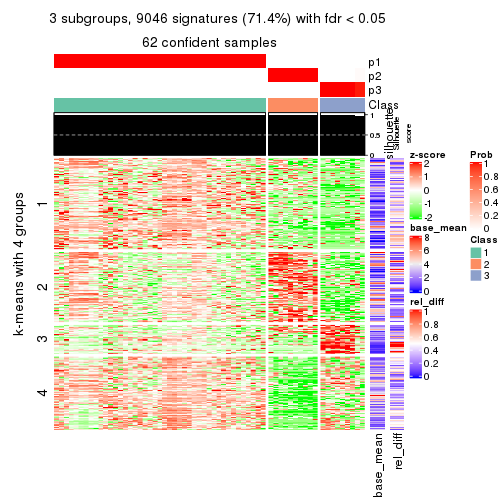 3 subgroups, 9046 signatures (71.4%) with fdr < 0.05
62 confident samples
p1
p2
p3
Class
silhouette
Silhouette
score
1
0.5
0
k-means with 4 groups
1
2
3
4
base_mean
rel_diff
z-score
2
1
0
-1
-2
base_mean
8
6
4
2
0
rel_diff
1
0.8
0.6
0.4
0.2
0
Prob
1
0.8
0.6
0.4
0.2
0
Class
1
2
3